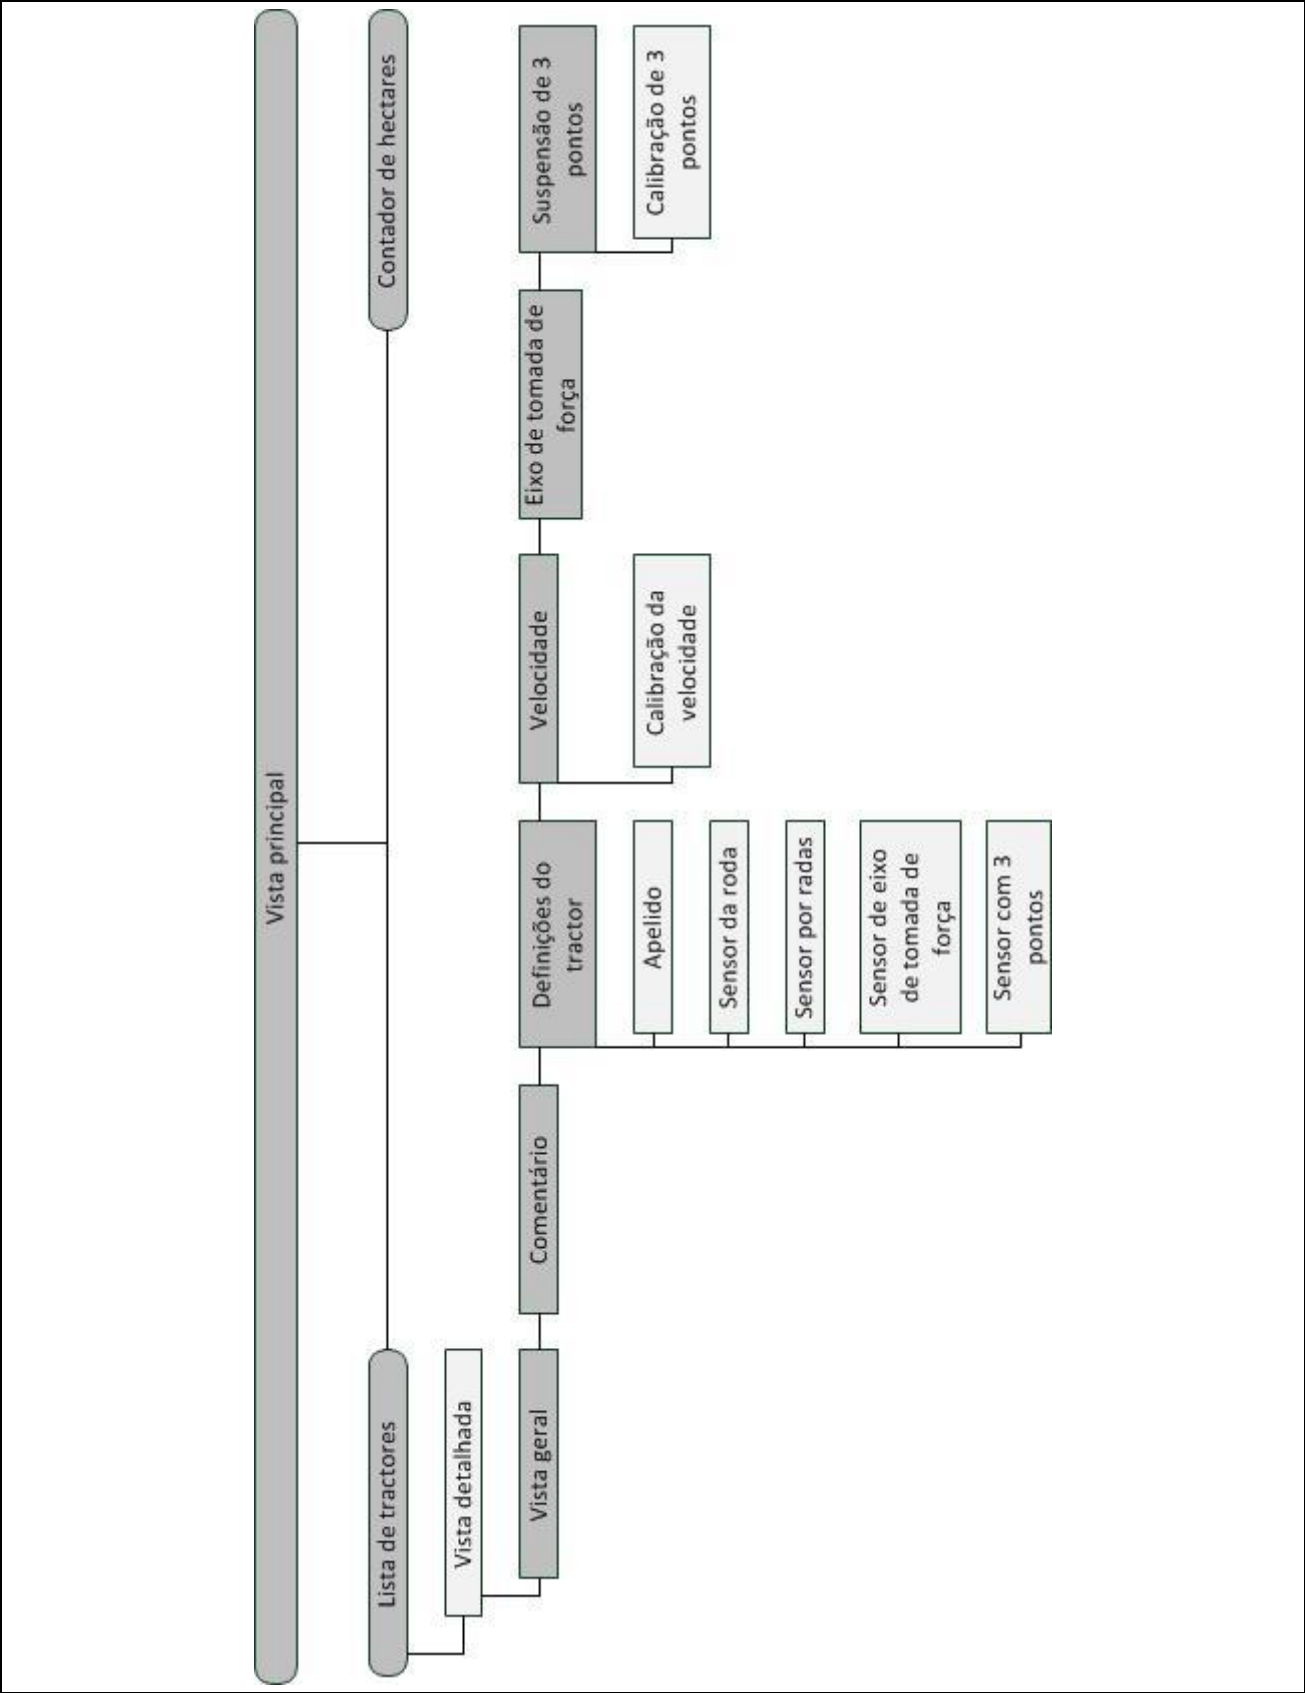 Vista principal
Lista de tractores
Contador de hectares
Vista detalhada
Vista geral
Comentário
Definições do
tractor
Velocidade
Eixo de tomada de
força
Suspensão de 3
pontos
Apelido
Sensor da roda
Sensor por radas
Sensor de eixo
de tomada de
força
Sensor com 3
pontos
Calibração da
velocidade
Calibração de 3
pontos